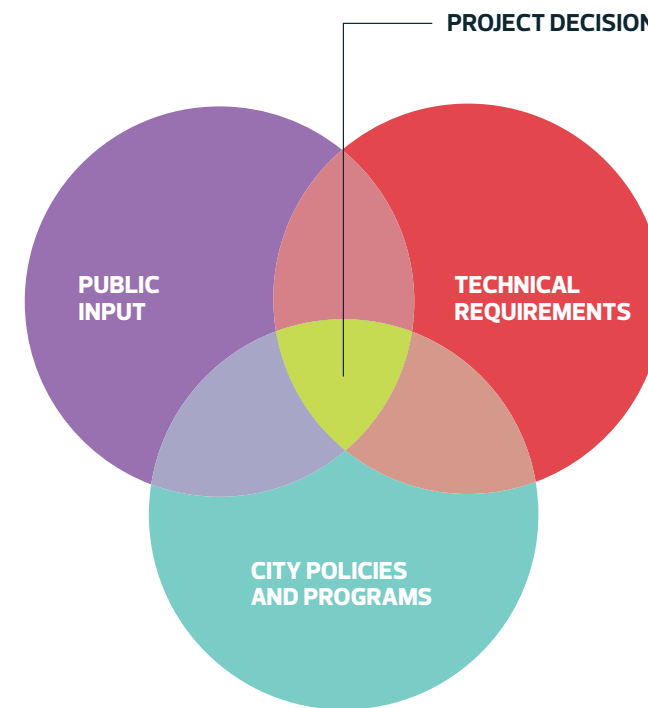 PROJECT DECISION
PUBLIC
INPUT
TECHNICAL
REQUIREMENTS
CITY POLICIES
AND PROGRAMS